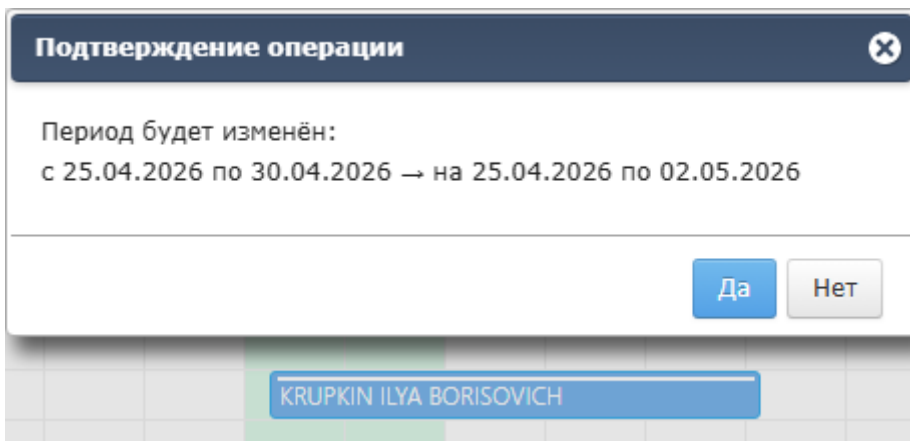 Подтверждение операции
Период будет изменён:
с 25.04.2026 по 30.04.2026 → на 25.04.2026 по 02.05.2026
Да
Нет
KRUPKIN ILYA BORISOVICH